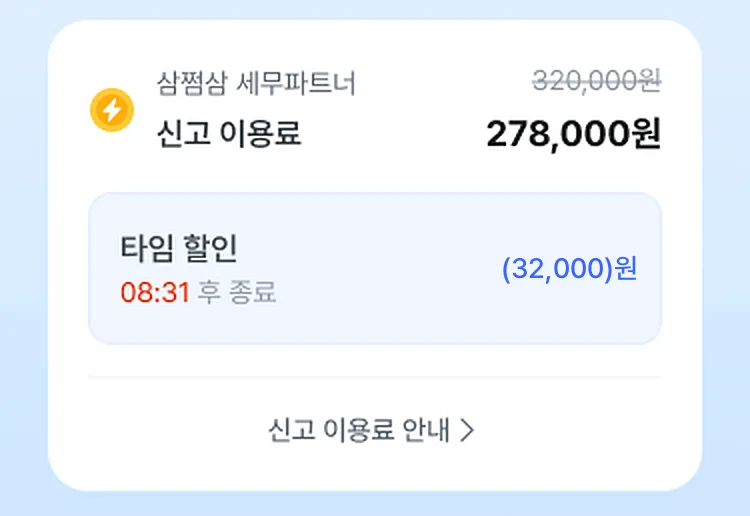 삼쩜삼 세무파트너
320,000원
신고 이용료
278,000원
타임 할인
(32,000)원
08:31 후 종료
신고 이용료 안내 >